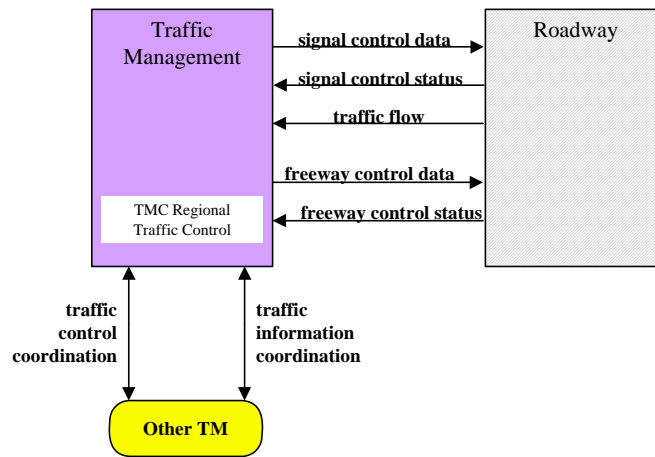 Traffic
Management
signal control data
signal control status
traffic flow
freeway control data
freeway control status
Roadway
TMC Regional
Traffic Control
traffic
control
coordination
traffic
information
coordination
Other TM